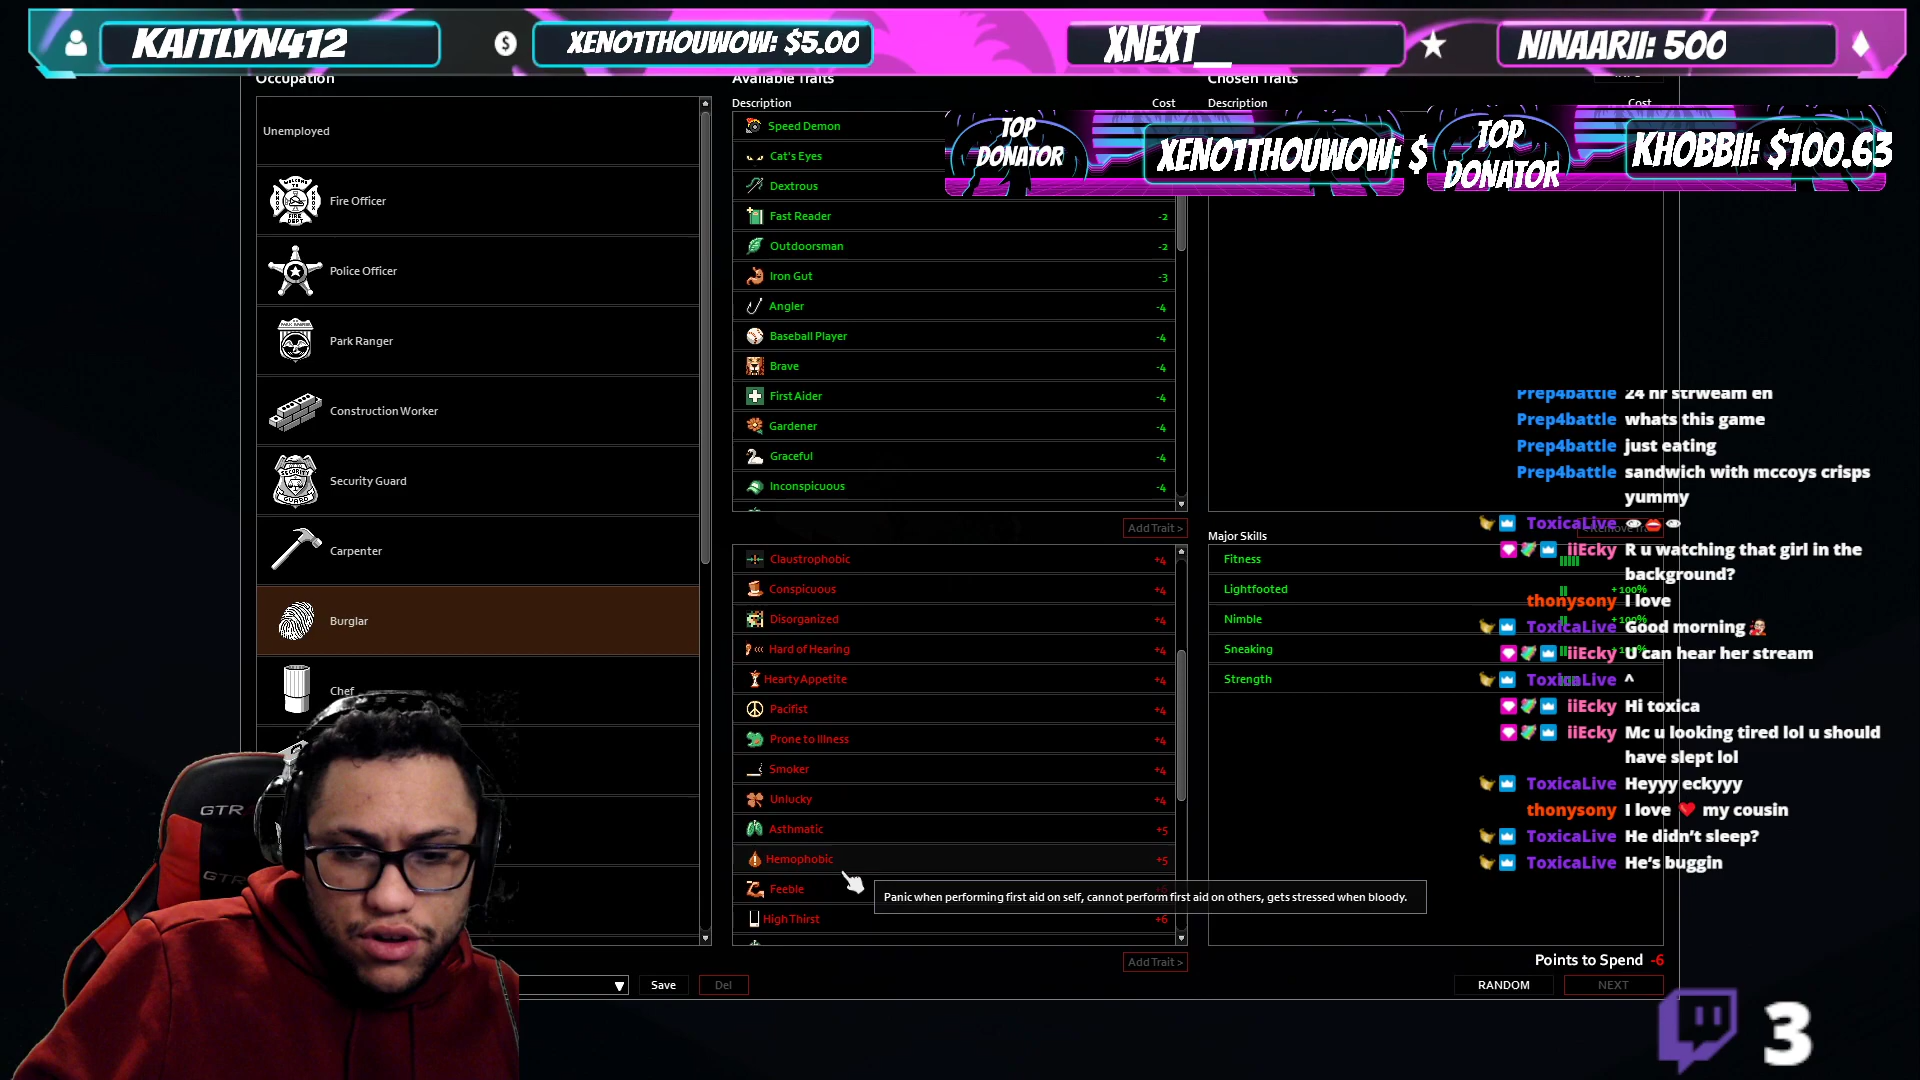 KAITLYN412
XENO1THOUWOW: $5.00
XNEXT__
NINAARII: 500
Occupation
Available Traits
Chosen Traits
Description
Cost
Description
Cost
TOP
DONATOR
XENO1THOUWOW: $
TOP
DONATOR
KHOBBII: $100.63
Unemployed
Fire Officer
Police Officer
Park Ranger
Construction Worker
Security Guard
Carpenter
Burglar
Chef
Speed Demon
Cat's Eyes
Dextrous
Fast Reader -2
Outdoorsman -2
Iron Gut -3
Angler -4
Baseball Player -4
Brave -4
First Aider -4
Gardener -4
Graceful -4
Inconspicuous -4
Add Trait >
Claustrophobic +4
Conspicuous +4
Disorganized +4
Hard of Hearing +4
Hearty Appetite +4
Pacifist +4
Prone to Illness +4
Smoker +4
Unlucky +4
Asthmatic +5
Hemophobic +5
Feeble
High Thirst +6
Panic when performing first aid on self, cannot perform first aid on others, gets stressed when bloody.
Add Trait >
Major Skills
Fitness
Lightfooted +100%
Nimble +100%
Sneaking
Strength
Prep4battle 24 hr strweam en
Prep4battle whats this game
Prep4battle just eating
Prep4battle sandwich with mccoys crisps
yummy
ToxicaLive 👁️👄👁️
iiEcky R u watching that girl in the
background?
thonysony I love
ToxicaLive Good morning
iiEcky U can hear her stream
ToxicaLive ^
iiEcky Hi toxica
iiEcky Mc u looking tired lol u should
have slept lol
ToxicaLive Heyyy eckyyy
thonysony I love ❤️ my cousin
ToxicaLive He didn't sleep?
ToxicaLive He's buggin
Points to Spend -6
Save
Del
RANDOM
NEXT
GTR
GTR
3